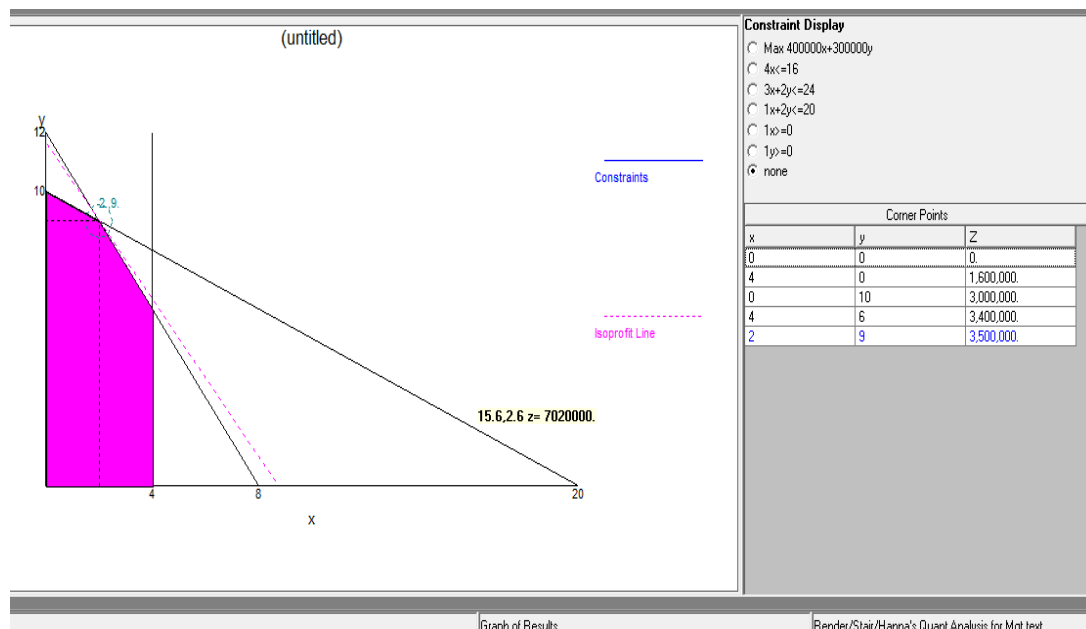 (untitled)
y
12
10
-2, 9.
Constraints
Isoprofit Line
15.6,2.6 z= 7020000.
4
8
20
x
Constraint Display
Max 400000x+300000y
4x<=16
3x+2y<=24
1x+2y<=20
1x>=0
1y>=0
none
Corner Points
x y Z
0 0 0.
4 0 1,600,000.
0 10 3,000,000.
4 6 3,400,000.
2 9 3,500,000.
Graph of Results
Render/Stair/Hanna's Quant Analysis for Mgt text